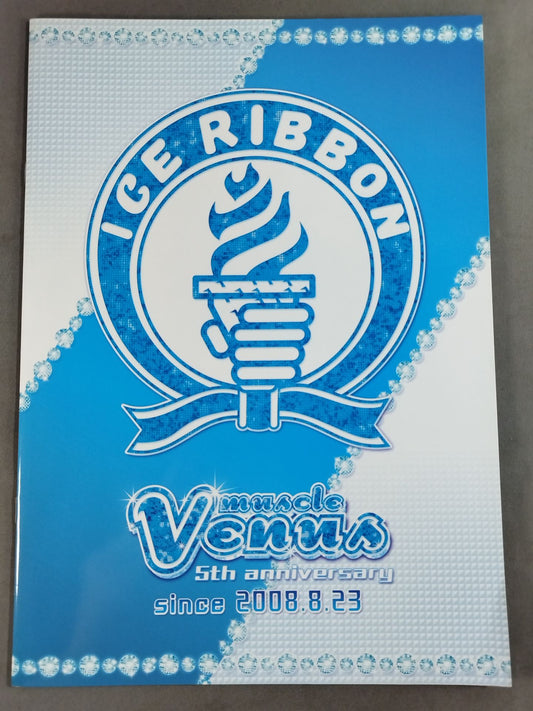 ICE RIBBON
muscle
Venus
5th anniversary
since 2008.8.23